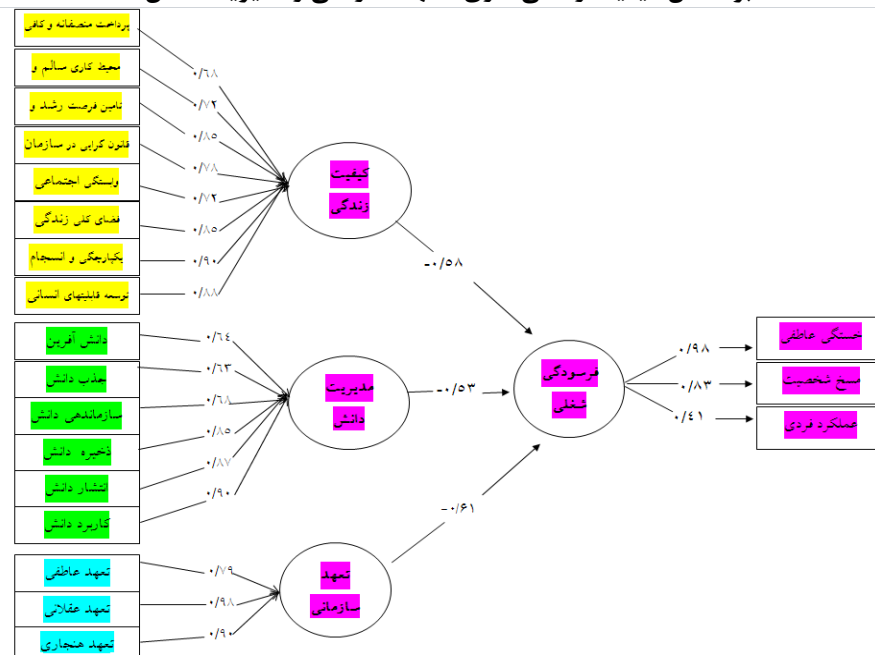 پرداخت منصفانه و کافی
محیط کاری سالم و
تامین فرصت رشد و
قانون گرایی در سازمان
وابستگی اجتماعی
فضای کلی زندگی
یکپارچگی و انسجام
توسعه قابلیتهای انسانی
۰/۶۸
۰/۷۲
۰/۸۵
۰/۷۸
۰/۷۲
۰/۸۵
۰/۹۰
۰/۸۸
کیفیت
زندگی
-۰/۵۸
دانش آفرین
جذب دانش
سازماندهی دانش
ذخیره دانش
انتشار دانش
کاربرد دانش
۰/۶۴
۰/۶۳
۰/۶۸
۰/۸۵
۰/۸۷
۰/۹۰
مدیریت
دانش
-۰/۵۳
فرسودگی
شغلی
۰/۹۸
۰/۸۳
۰/۴۱
خستگی عاطفی
مسخ شخصیت
عملکرد فردی
تعهد عاطفی
تعهد عقلانی
تعهد هنجاری
۰/۷۹
۰/۹۸
۰/۹۰
تعهد
سازمانی
-۰/۶۱